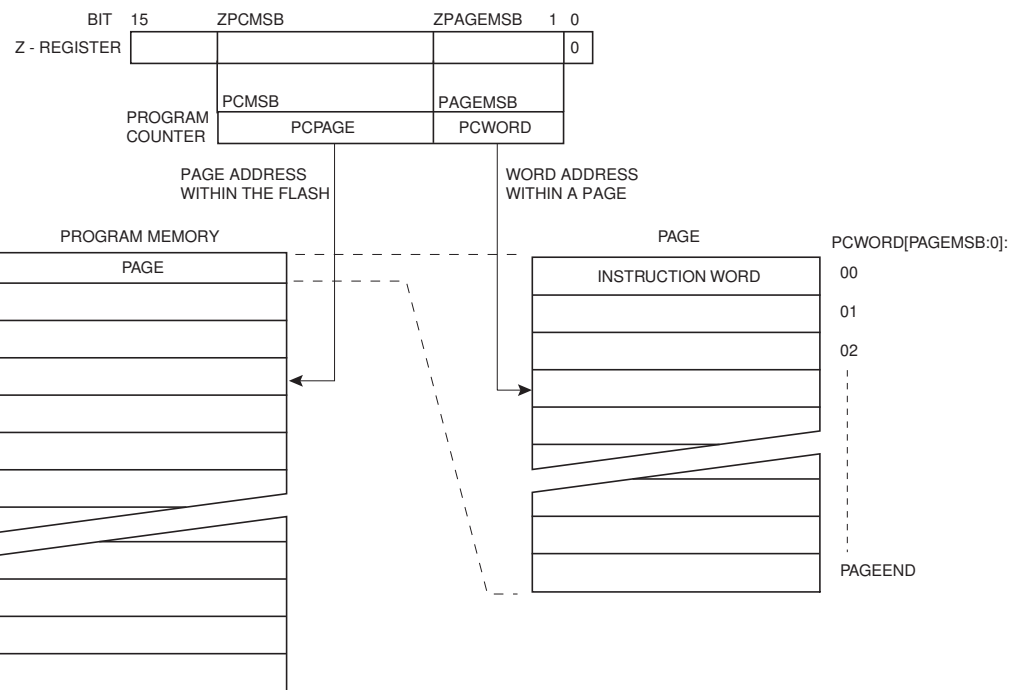 BIT 15 ZPCMSB ZPAGEMSB 1 0
Z - REGISTER 0
PCMSB PAGEMSB
PROGRAM
COUNTER
PCPAGE PCWORD
PAGE ADDRESS
WITHIN THE FLASH
WORD ADDRESS
WITHIN A PAGE
PROGRAM MEMORY
PAGE
PAGE
PCWORD[PAGEMSB:0]:
INSTRUCTION WORD
00
01
02
PAGEEND